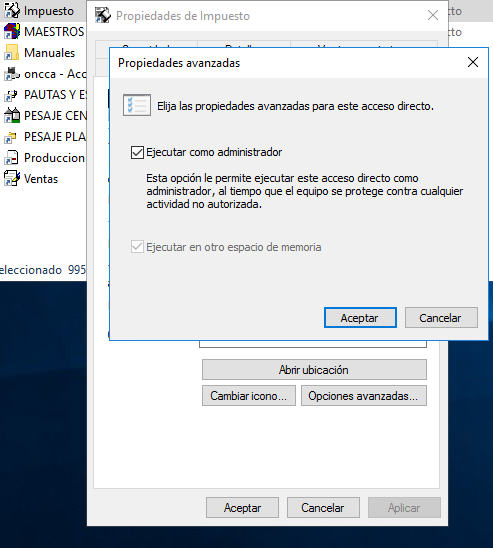 Impuesto
Propiedades de Impuesto
MAESTROS
Manuales
oncca - Acc
PAUTAS Y ES
PESAJE CEN
PESAJE PLA
Produccion
Ventas
eleccionado 995
Propiedades avanzadas
Elija las propiedades avanzadas para este acceso directo.
Ejecutar como administrador
Esta opción le permite ejecutar este acceso directo como
administrador, al tiempo que el equipo se protege contra cualquier
actividad no autorizada.
Ejecutar en otro espacio de memoria
Aceptar Cancelar
Abrir ubicación
Cambiar icono... Opciones avanzadas...
Aceptar Cancelar Aplicar